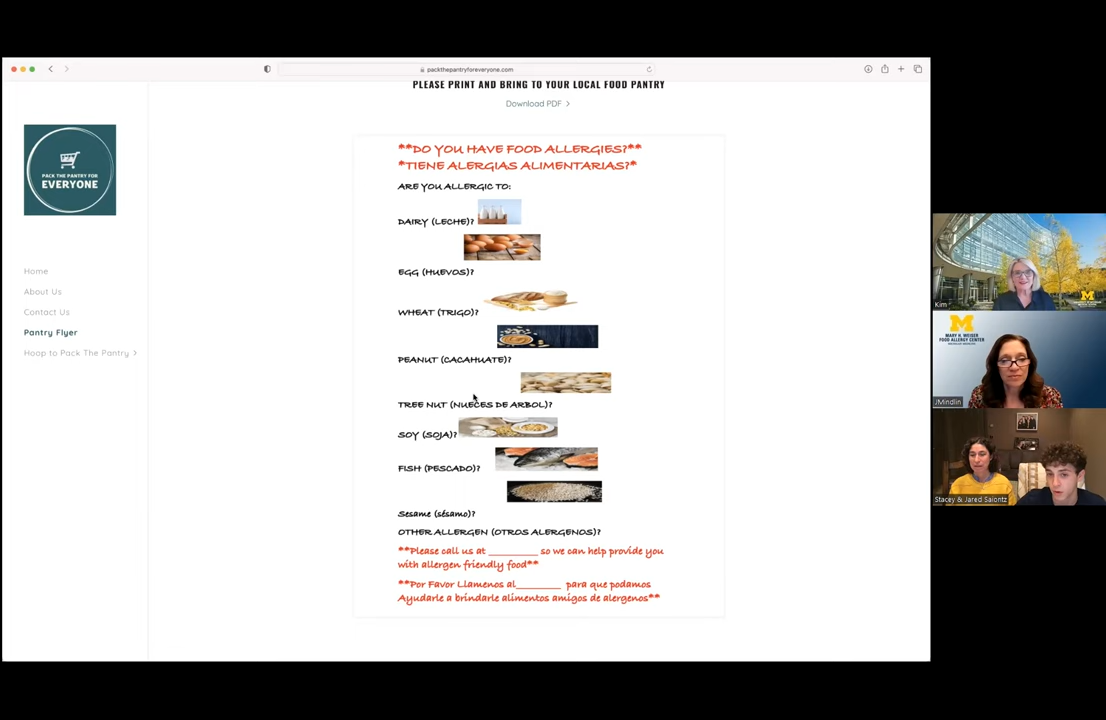 packthepantryforeveryone.com
PLEASE PRINT AND BRING TO YOUR LOCAL FOOD PANTRY
Download PDF >
PACK THE PANTRY FOR
EVERYONE
Home
About Us
Contact Us
Pantry Flyer
Hoop to Pack The Pantry >
**DO YOU HAVE FOOD ALLERGIES?**
*TIENE ALERGIAS ALIMENTARIAS?*
ARE YOU ALLERGIC TO:
DAIRY (LECHE)?
EGG (HUEVOS)?
WHEAT (TRIGO)?
PEANUT (CACAHUATE)?
TREE NUT (NUECES DE ARBOL)?
SOY (SOJA)?
FISH (PESCADO)?
Sesame (sésamo)?
OTHER ALLERGEN (OTROS ALERGENOS)?
**Please call us at _________ so we can help provide you
with allergen friendly food**
**Por Favor Llamenos al________ para que podamos
Ayudarle a brindarle alimentos amigos de alergenos**
M
Kim
M
MARY H. WEISER
FOOD ALLERGY CENTER
JMindlin
Stacey & Jared Saiontz